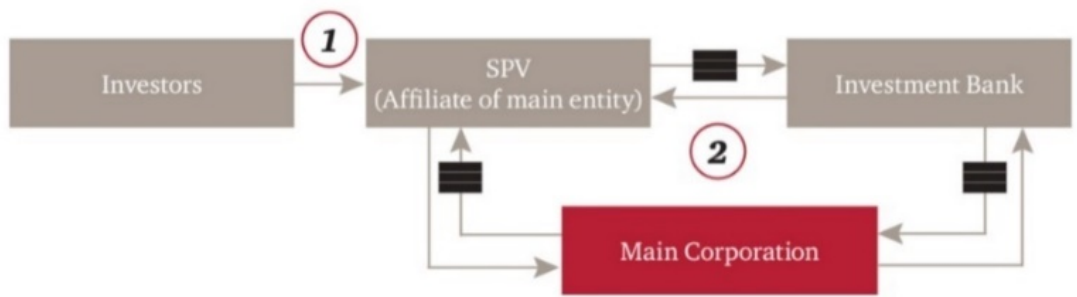 1
Investors
SPV
(Affiliate of main entity)
Investment Bank
2
Main Corporation